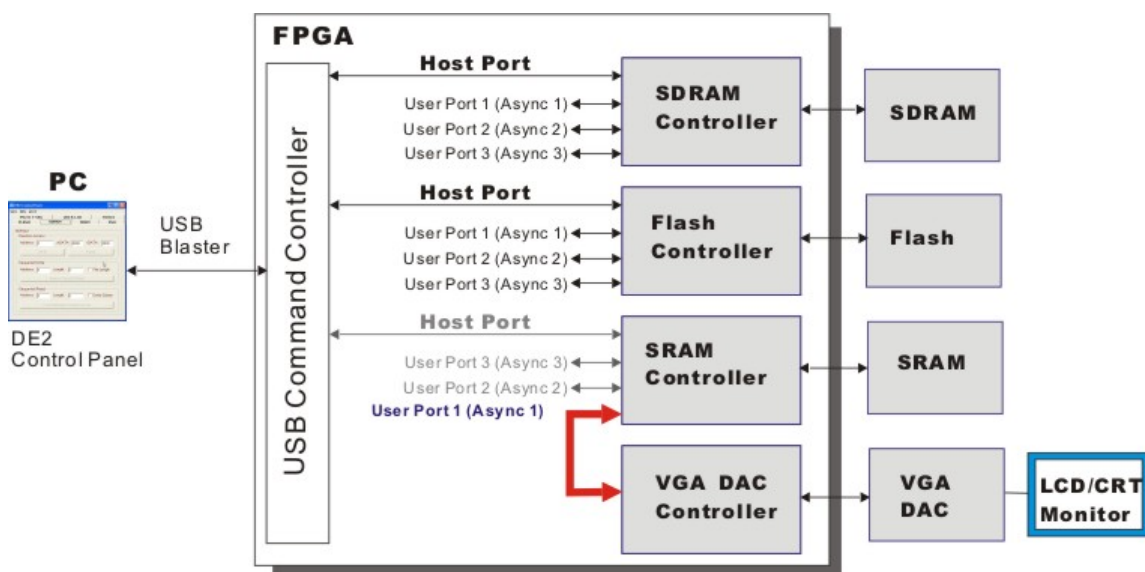 FPGA
PC
DE2
Control Panel
USB
Blaster
USB Command Controller
Host Port
User Port 1 (Async 1)
User Port 2 (Async 2)
User Port 3 (Async 3)
SDRAM
Controller
SDRAM
Host Port
User Port 1 (Async 1)
User Port 2 (Async 2)
User Port 3 (Async 3)
Flash
Controller
Flash
Host Port
User Port 3 (Async 3)
User Port 2 (Async 2)
User Port 1 (Async 1)
SRAM
Controller
SRAM
VGA DAC
Controller
VGA
DAC
LCD/CRT
Monitor